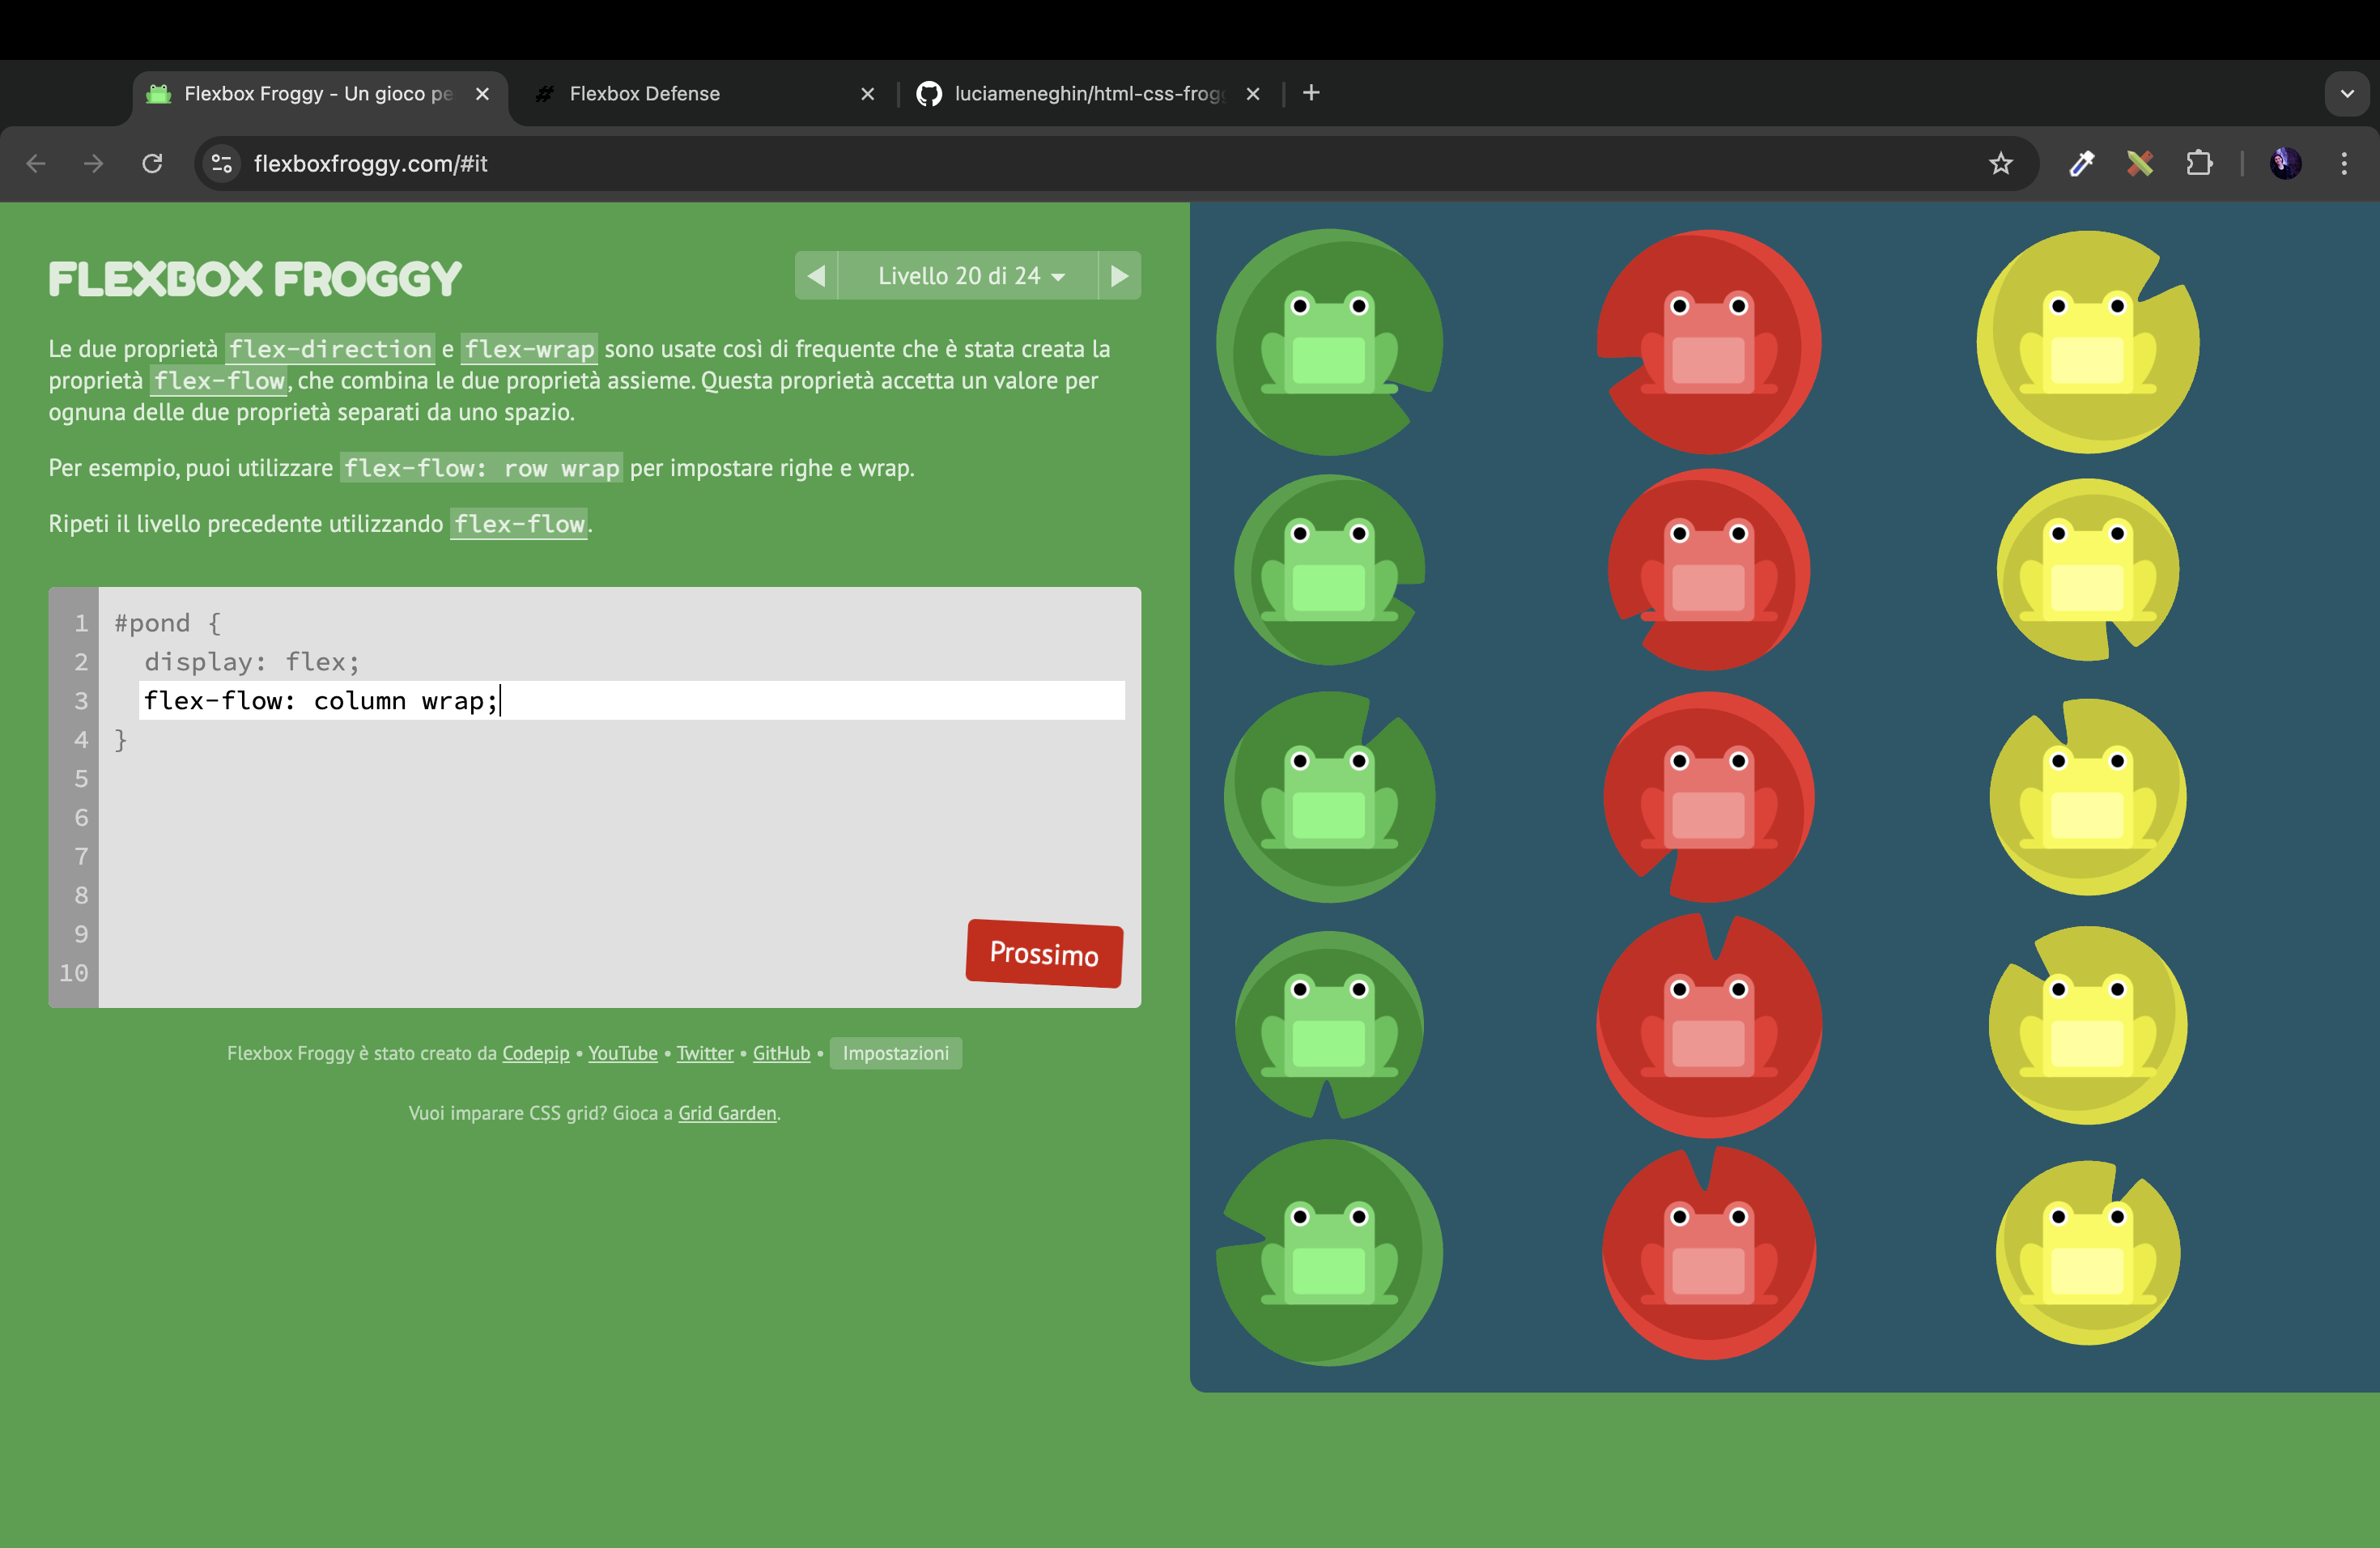 Flexbox Froggy - Un gioco pe
Flexbox Defense
luciameneghin/html-css-frog
flexboxfroggy.com/#it
FLEXBOX FROGGY
Livello 20 di 24
Le due proprietà flex-direction e flex-wrap sono usate così di frequente che è stata creata la
proprietà flex-flow, che combina le due proprietà assieme. Questa proprietà accetta un valore per
ognuna delle due proprietà separati da uno spazio.
Per esempio, puoi utilizzare flex-flow: row wrap per impostare righe e wrap.
Ripeti il livello precedente utilizzando flex-flow.
1 #pond {
2 display: flex;
3 flex-flow: column wrap;
4 }
5
6
7
8
9
10
Prossimo
Flexbox Froggy è stato creato da Codepip • YouTube • Twitter • GitHub • Impostazioni
Vuoi imparare CSS grid? Gioca a Grid Garden.